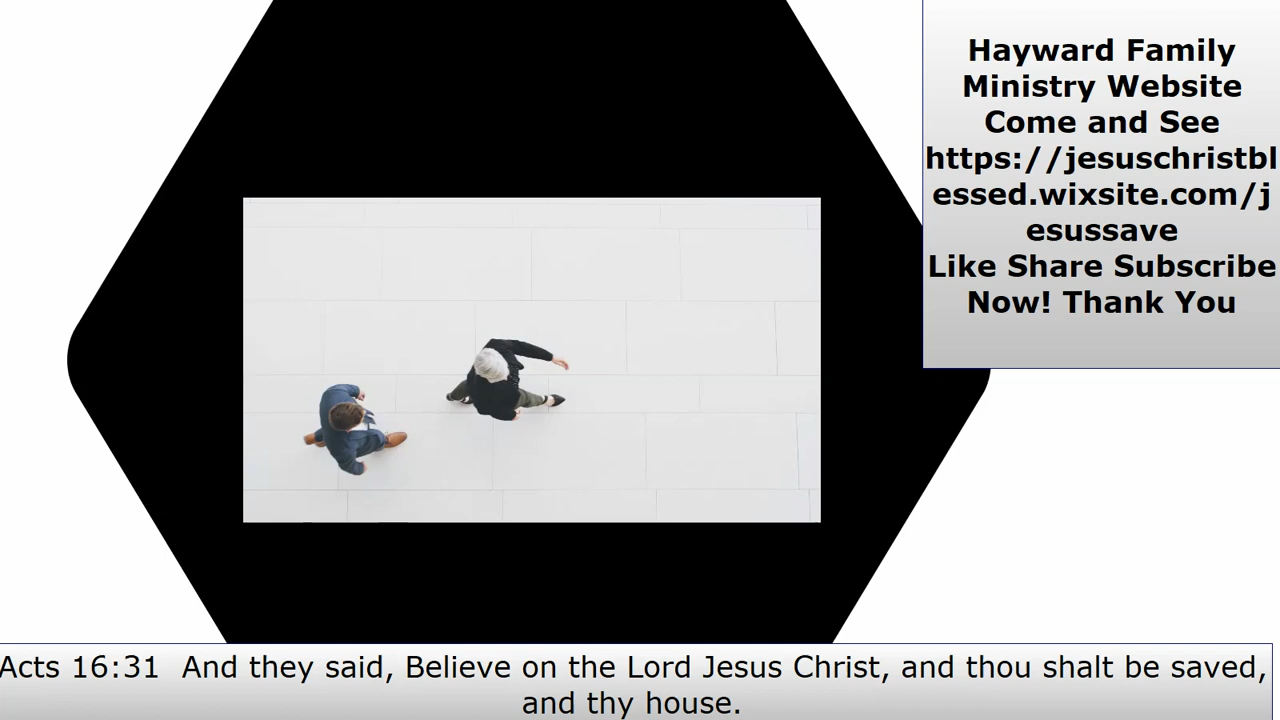 Hayward Family
Ministry Website
Come and See
https://jesuschristbl
essed.wixsite.com/j
esussave
Like Share Subscribe
Now! Thank You
Acts 16:31  And they said, Believe on the Lord Jesus Christ, and thou shalt be saved,
and thy house.